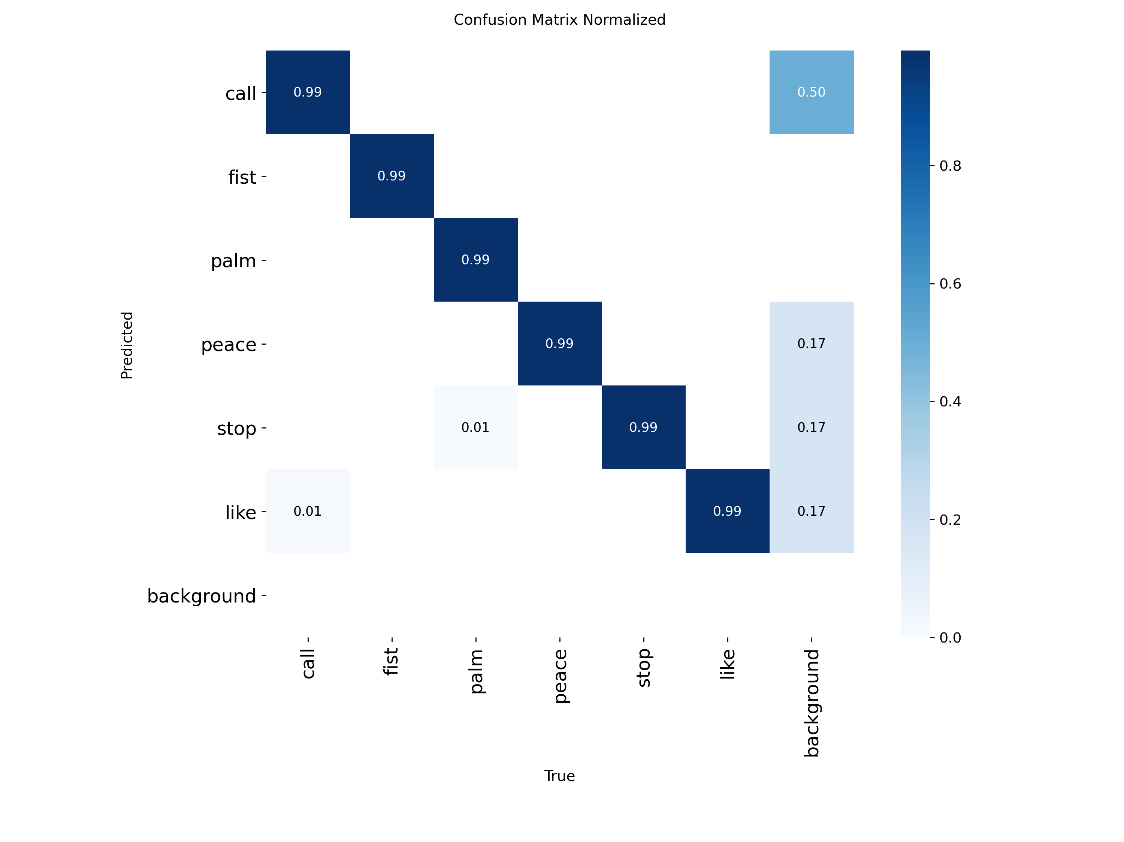 Confusion Matrix Normalized
call
0.99
0.50
fist
0.99
0.8
palm
0.99
0.6
Predicted
peace
0.99
0.17
0.4
stop
0.01
0.99
0.17
like
0.01
0.99
0.17
0.2
background
0.0
call
fist
palm
peace
stop
like
background
True